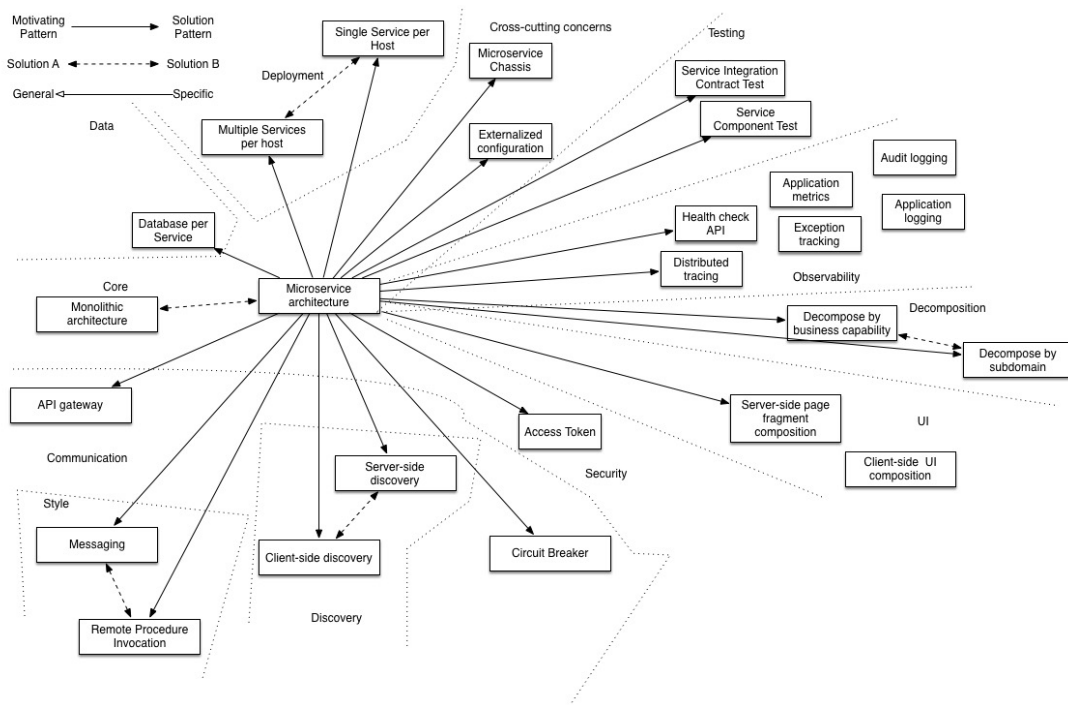 Motivating
Pattern
Solution
Pattern
Solution A
Solution B
General
Specific
Single Service per
Host
Deployment
Multiple Services
per host
Cross-cutting concerns
Microservice
Chassis
Externalized
configuration
Testing
Service Integration
Contract Test
Service
Component Test
Data
Database per
Service
Audit logging
Application
metrics
Application
logging
Health check
API
Exception
tracking
Distributed
tracing
Observability
Core
Monolithic
architecture
Microservice
architecture
Decomposition
Decompose by
business capability
Decompose by
subdomain
API gateway
Communication
Access Token
Security
Server-side page
fragment
composition
UI
Client-side UI
composition
Style
Messaging
Remote Procedure
Invocation
Server-side
discovery
Client-side discovery
Discovery
Circuit Breaker